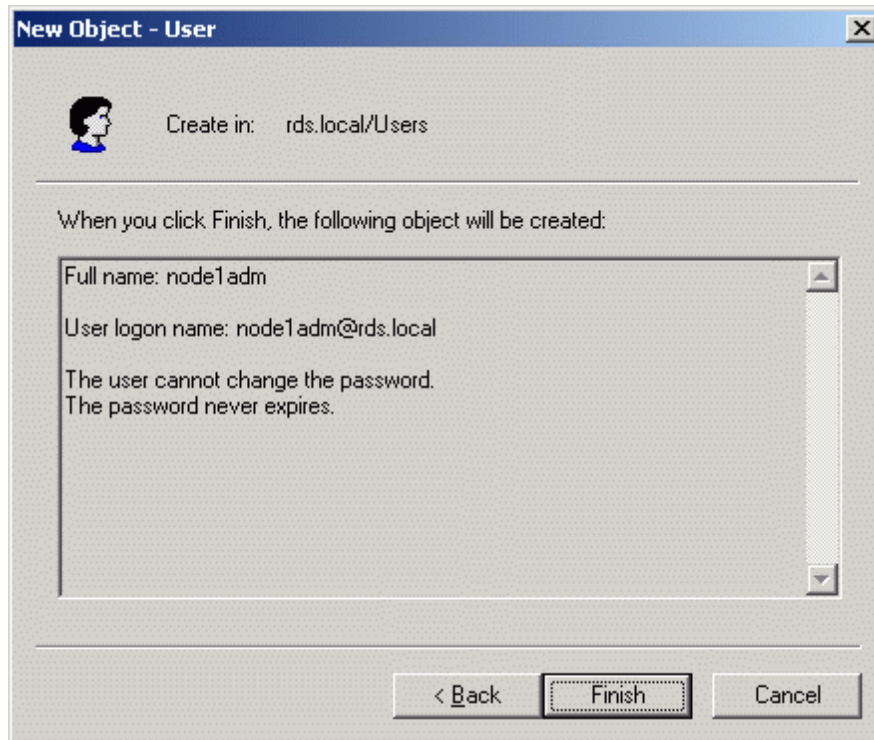 New Object - User
Create in: rds.local/Users
When you click Finish, the following object will be created:
Full name: node1adm
User logon name: node1adm@rds.local
The user cannot change the password.
The password never expires.
< Back Finish Cancel